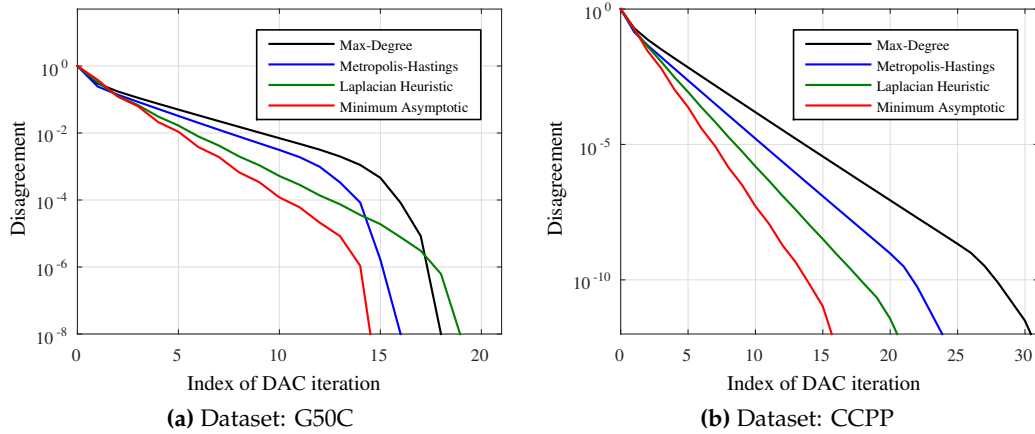 Disagreement
10^0
10^-2
10^-4
10^-6
10^-8
0 5 10 15 20
Index of DAC iteration
Max-Degree
Metropolis-Hastings
Laplacian Heuristic
Minimum Asymptotic
(a) Dataset: G50C
Disagreement
10^0
10^-5
10^-10
0 5 10 15 20 25 30
Index of DAC iteration
Max-Degree
Metropolis-Hastings
Laplacian Heuristic
Minimum Asymptotic
(b) Dataset: CCPP